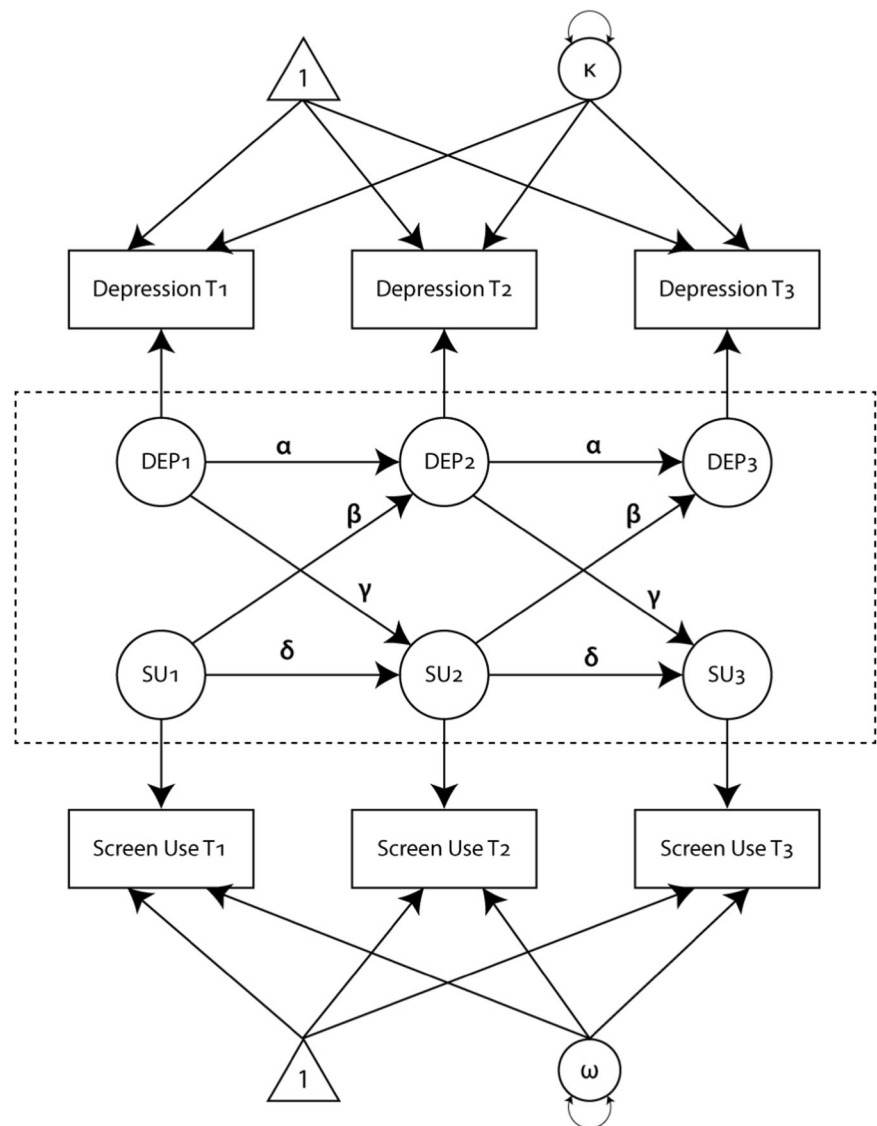 1
κ
Depression T1
Depression T2
Depression T3
DEP1
α
DEP2
α
DEP3
β
β
γ
γ
SU1
δ
SU2
δ
SU3
Screen Use T1
Screen Use T2
Screen Use T3
1
ω